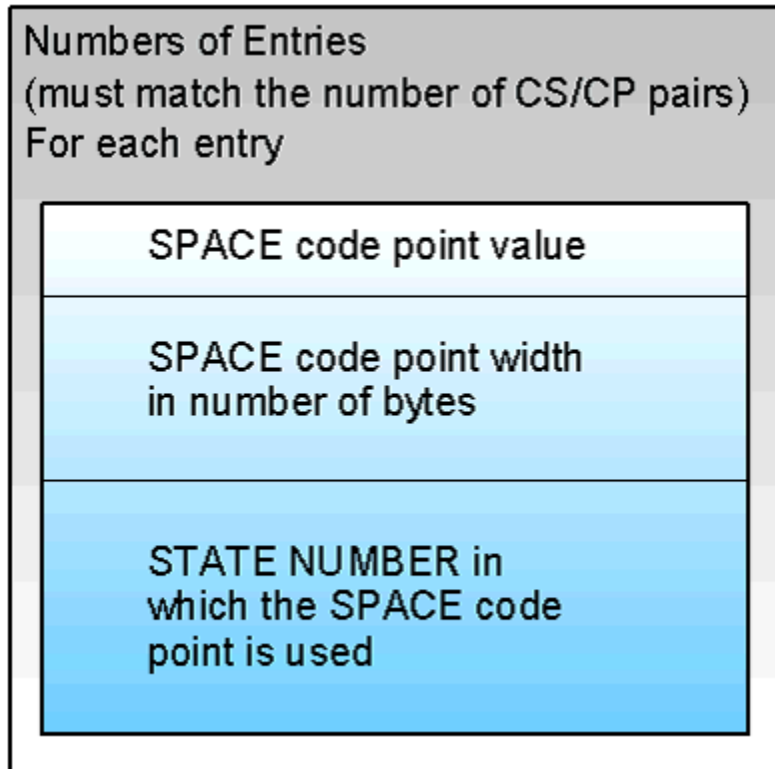 Numbers of Entries
(must match the number of CS/CP pairs)
For each entry
SPACE code point value
SPACE code point width
in number of bytes
STATE NUMBER in
which the SPACE code
point is used